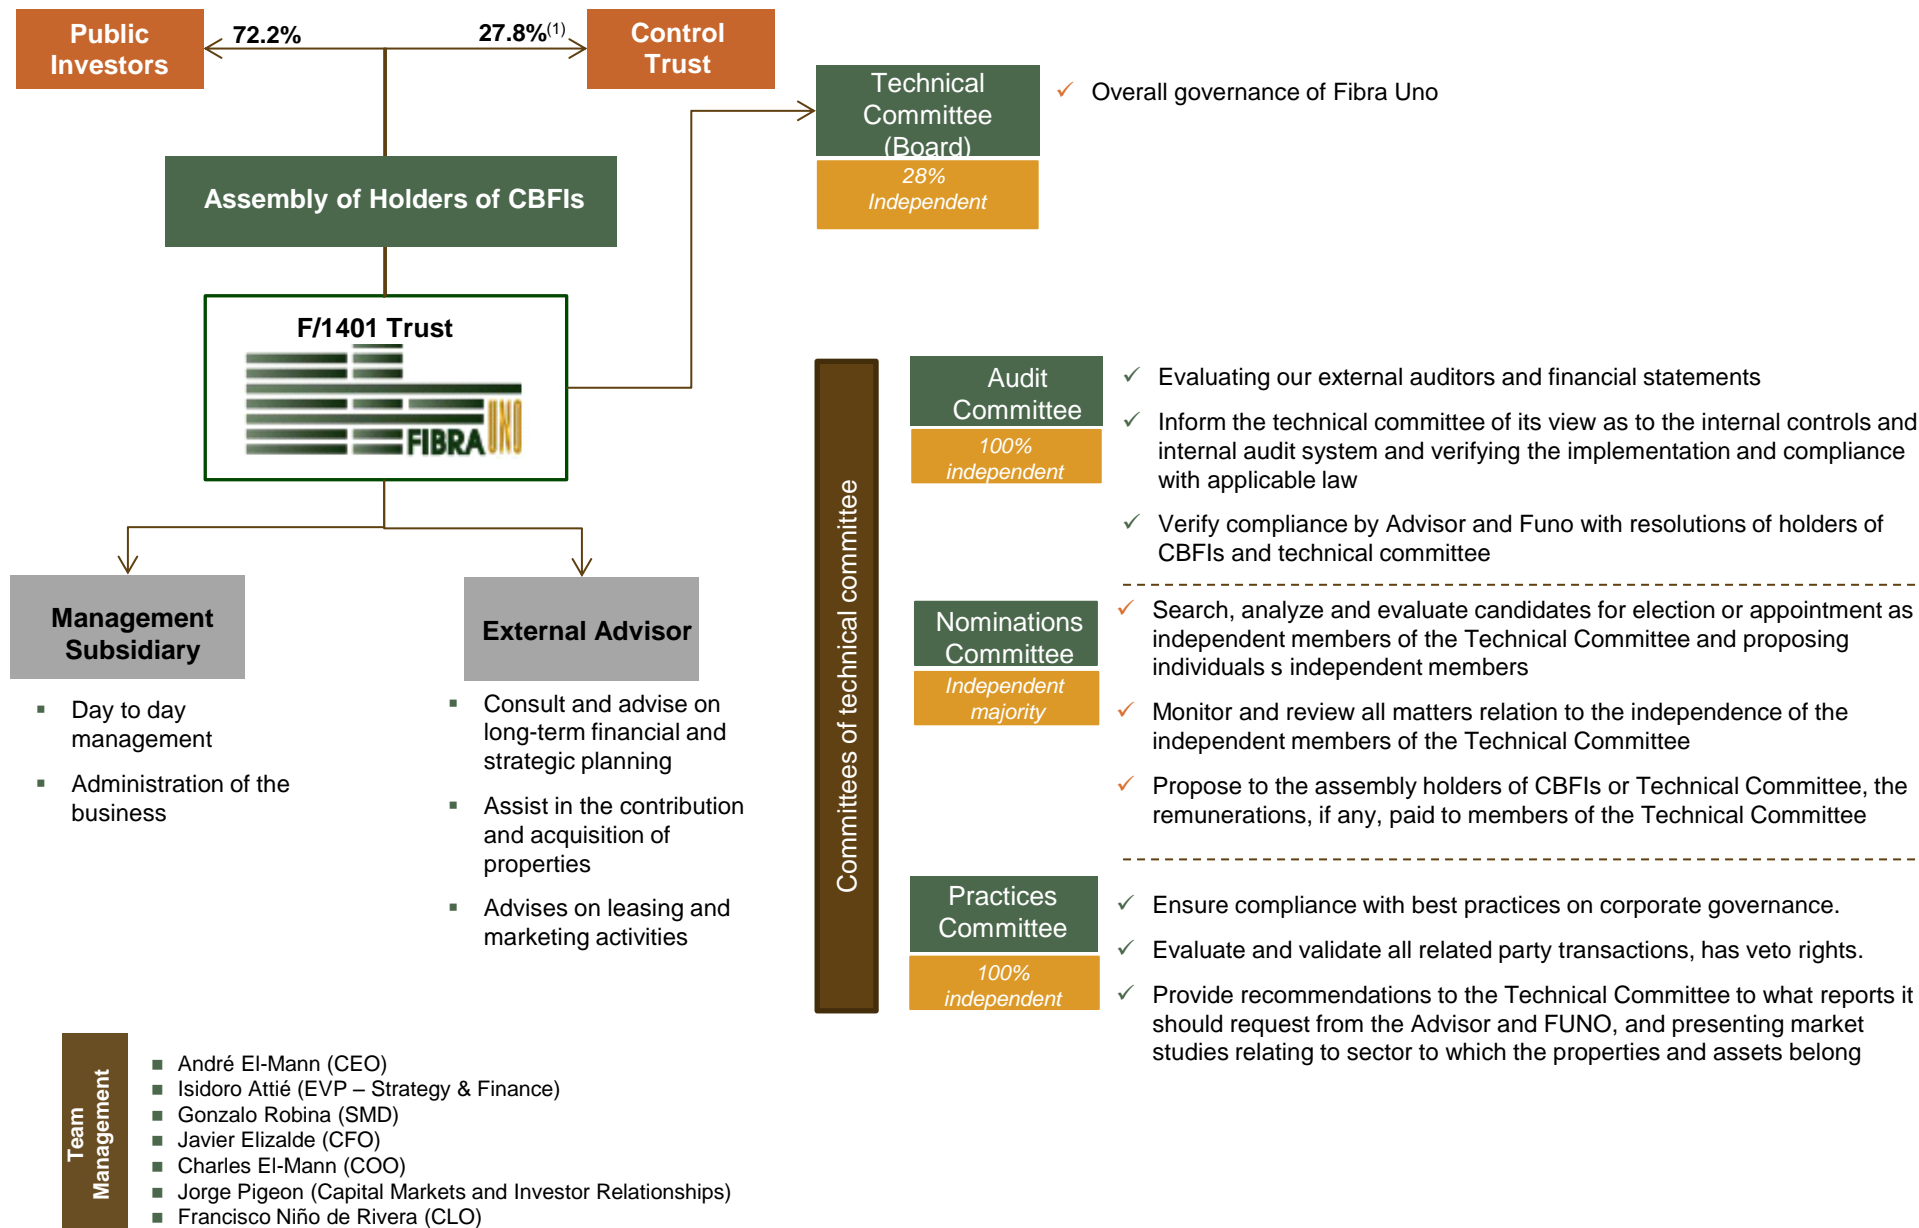 Public
Investors
72.2%
27.8%(1)
Control
Trust
Technical
Committee
(Board)
28%
Independent
✓ Overall governance of Fibra Uno
Assembly of Holders of CBFIs
F/1401 Trust
FIBRA UNO
Management
Subsidiary
▪ Day to day
management
▪ Administration of the
business
External Advisor
▪ Consult and advise on
long-term financial and
strategic planning
▪ Assist in the contribution
and acquisition of
properties
▪ Advises on leasing and
marketing activities
Committees of technical committee
Audit
Committee
100%
independent
✓ Evaluating our external auditors and financial statements
✓ Inform the technical committee of its view as to the internal controls and
internal audit system and verifying the implementation and compliance
with applicable law
✓ Verify compliance by Advisor and Funo with resolutions of holders of
CBFIs and technical committee
Nominations
Committee
Independent
majority
✓ Search, analyze and evaluate candidates for election or appointment as
independent members of the Technical Committee and proposing
individuals s independent members
✓ Monitor and review all matters relation to the independence of the
independent members of the Technical Committee
✓ Propose to the assembly holders of CBFIs or Technical Committee, the
remunerations, if any, paid to members of the Technical Committee
Practices
Committee
100%
independent
✓ Ensure compliance with best practices on corporate governance.
✓ Evaluate and validate all related party transactions, has veto rights.
✓ Provide recommendations to the Technical Committee to what reports it
should request from the Advisor and FUNO, and presenting market
studies relating to sector to which the properties and assets belong
Team
Management
■ André El-Mann (CEO)
■ Isidoro Attié (EVP – Strategy & Finance)
■ Gonzalo Robina (SMD)
■ Javier Elizalde (CFO)
■ Charles El-Mann (COO)
■ Jorge Pigeon (Capital Markets and Investor Relationships)
■ Francisco Niño de Rivera (CLO)